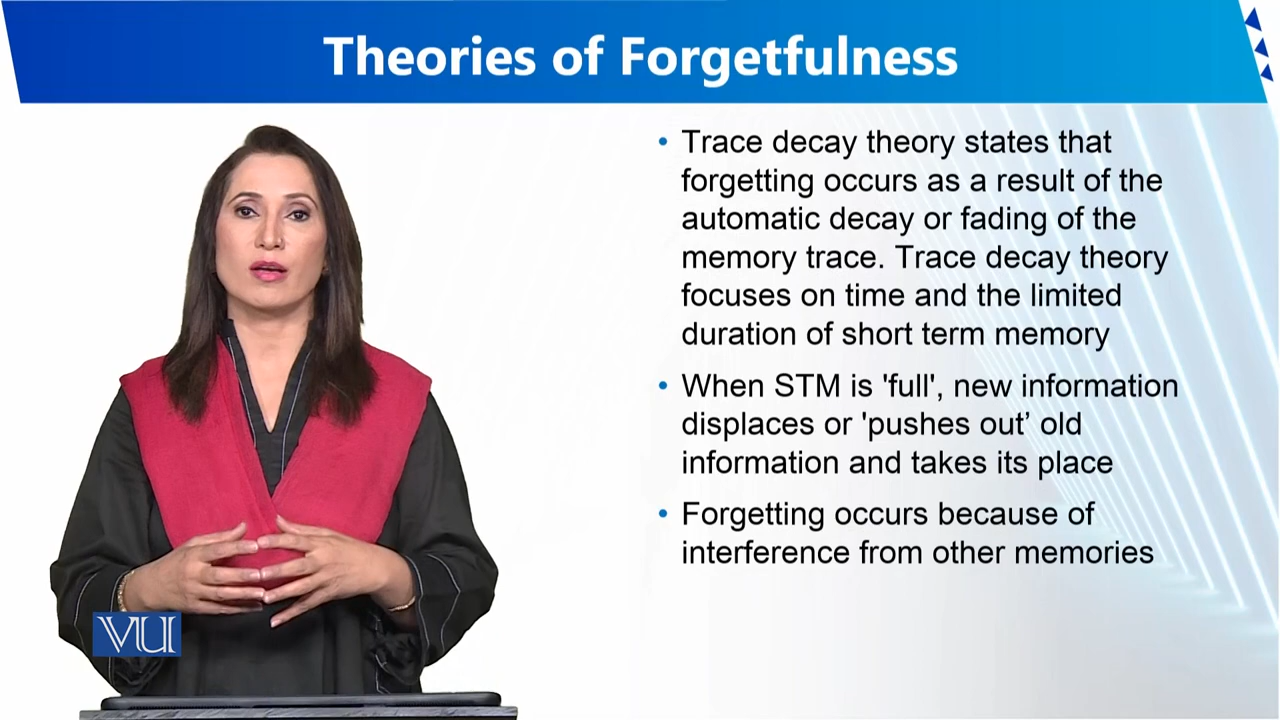 Theories of Forgetfulness
• Trace decay theory states that
forgetting occurs as a result of the
automatic decay or fading of the
memory trace. Trace decay theory
focuses on time and the limited
duration of short term memory
• When STM is 'full', new information
displaces or 'pushes out’ old
information and takes its place
• Forgetting occurs because of
interference from other memories
VU